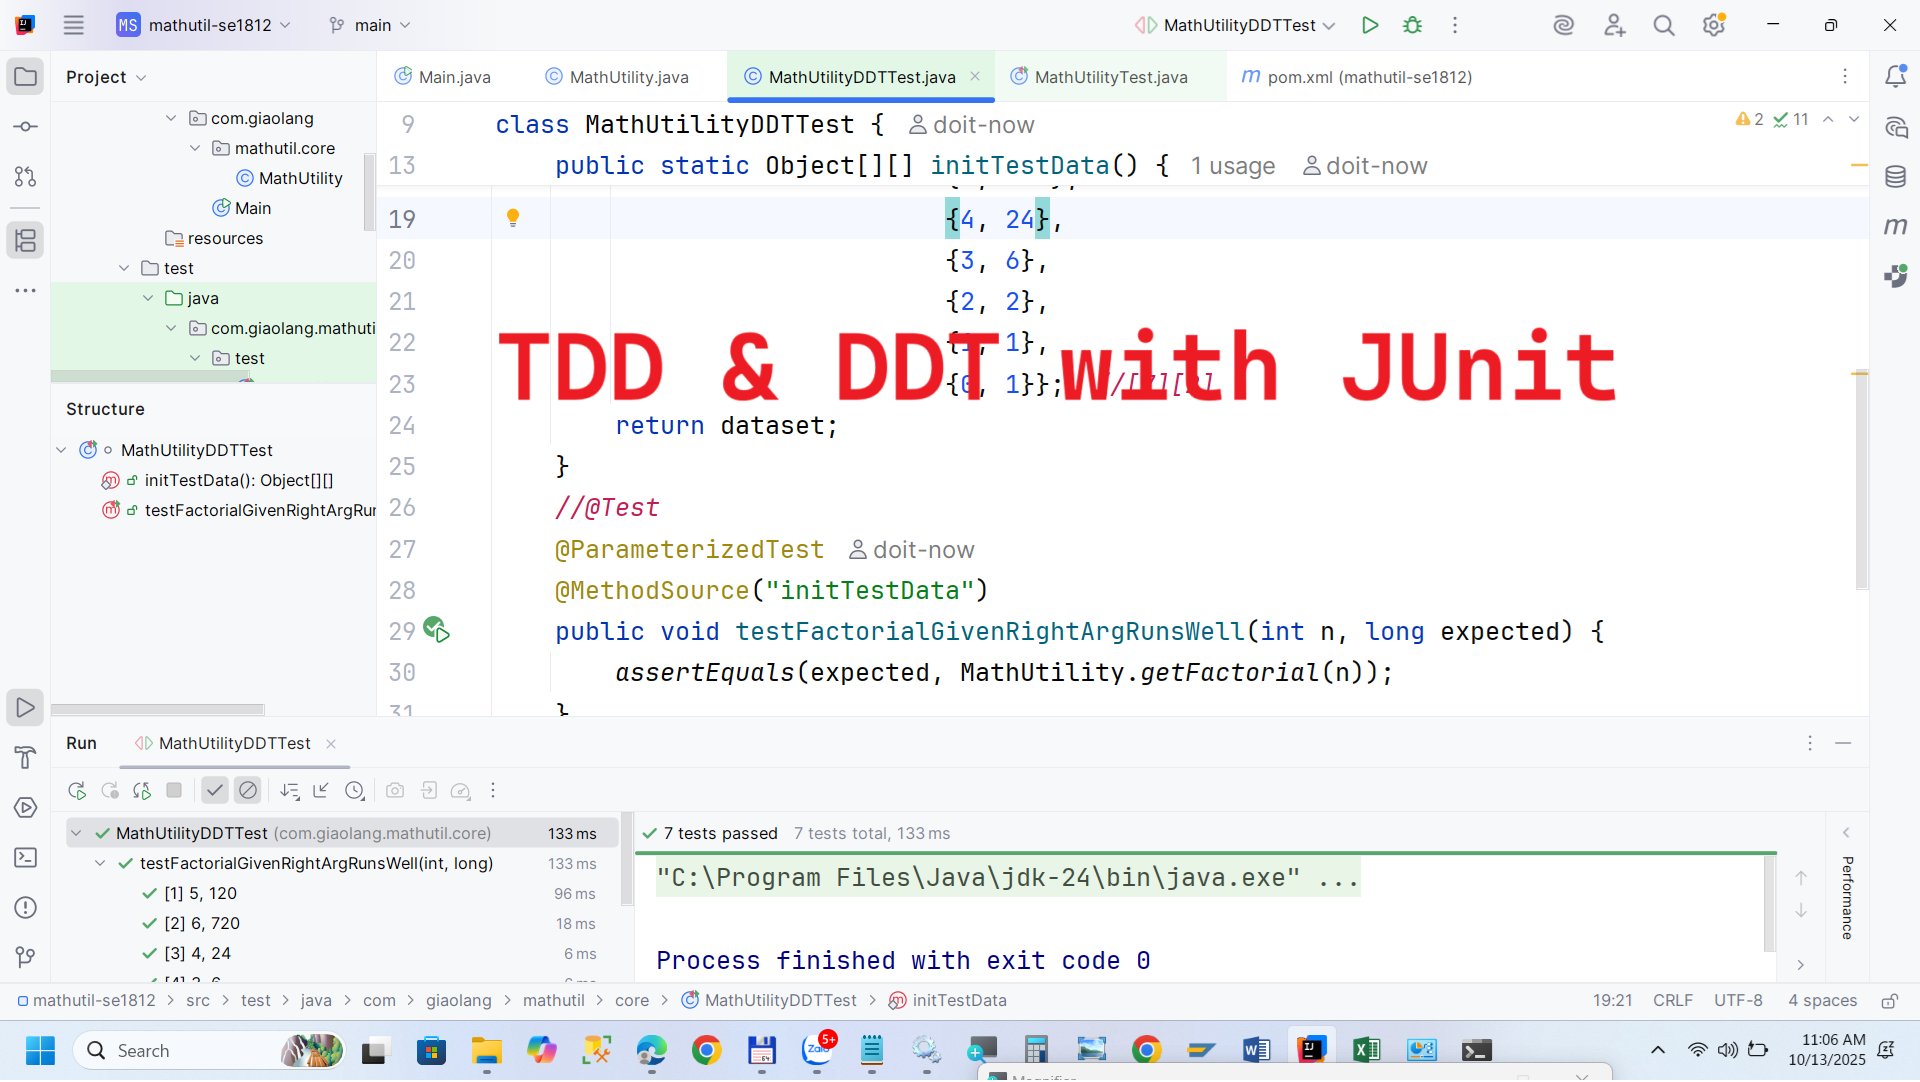 MS mathutil-se1812
main
MathUtilityDDTTest
Project
Main.java
MathUtility.java
MathUtilityDDTTest.java
MathUtilityTest.java
pom.xml (mathutil-se1812)
com.giaolang
mathutil.core
MathUtility
Main
resources
test
java
com.giaolang.mathuti
test
Structure
MathUtilityDDTTest
initTestData(): Object[][]
testFactorialGivenRightArgRun
9 class MathUtilityDDTTest { doit-now
2 11
13 public static Object[][] initTestData() { 1 usage doit-now
19 {4, 24},
20 {3, 6},
21 {2, 2},
22 {1, 1},
TDD & DDT with JUnit
23 {0, 1}};
24 return dataset;
25 }
26 //@Test
27 @ParameterizedTest doit-now
28 @MethodSource("initTestData")
29 public void testFactorialGivenRightArgRunsWell(int n, long expected) {
30 assertEquals(expected, MathUtility.getFactorial(n));
31 }
Run MathUtilityDDTTest
MathUtilityDDTTest (com.giaolang.mathutil.core) 133 ms
testFactorialGivenRightArgRunsWell(int, long) 133 ms
[1] 5, 120 96 ms
[2] 6, 720 18 ms
[3] 4, 24 6 ms
7 tests passed 7 tests total, 133 ms
"C:\Program Files\Java\jdk-24\bin\java.exe" ...
Process finished with exit code 0
Performance
mathutil-se1812 > src > test > java > com > giaolang > mathutil > core > MathUtilityDDTTest > initTestData
19:21 CRLF UTF-8 4 spaces
Search
Zalo
5+
11:06 AM
10/13/2025